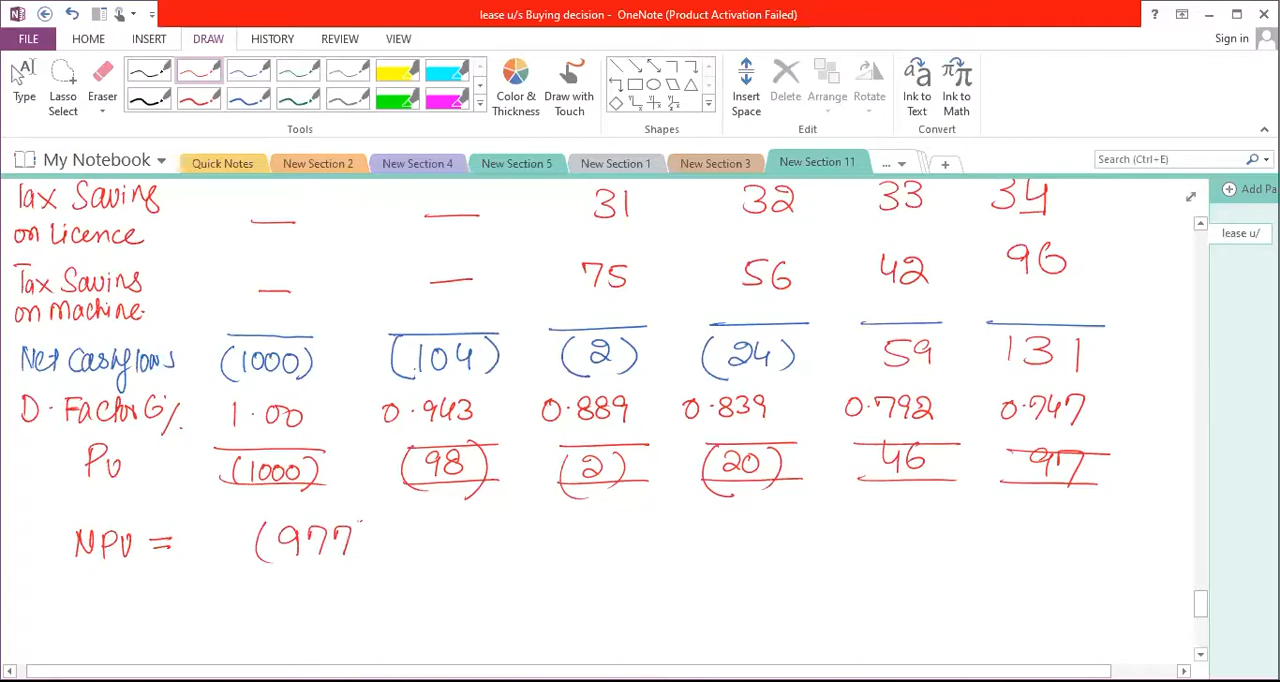 lease u/s Buying decision - OneNote (Product Activation Failed)
FILE HOME INSERT DRAW HISTORY REVIEW VIEW
Sign in
Type
Lasso Select
Eraser
Color & Thickness
Draw with Touch
Insert Space
Delete
Arrange
Rotate
Ink to Text
Ink to Math
Tools
Shapes
Edit
Convert
My Notebook
Quick Notes
New Section 2
New Section 4
New Section 5
New Section 1
New Section 3
New Section 11
...
Search (Ctrl+E)
Add Pa
lease u/
Tax Saving on Licence — — 31 32 33 34
Tax Savins on Machine. — — 75 56 42 96
Net Cashflows (1000) (104) (2) (24) 59 131
D. Factor 6% 1.00 0.943 0.889 0.839 0.792 0.747
PV (1000) (98) (2) (20) 46 97
NPV = (977